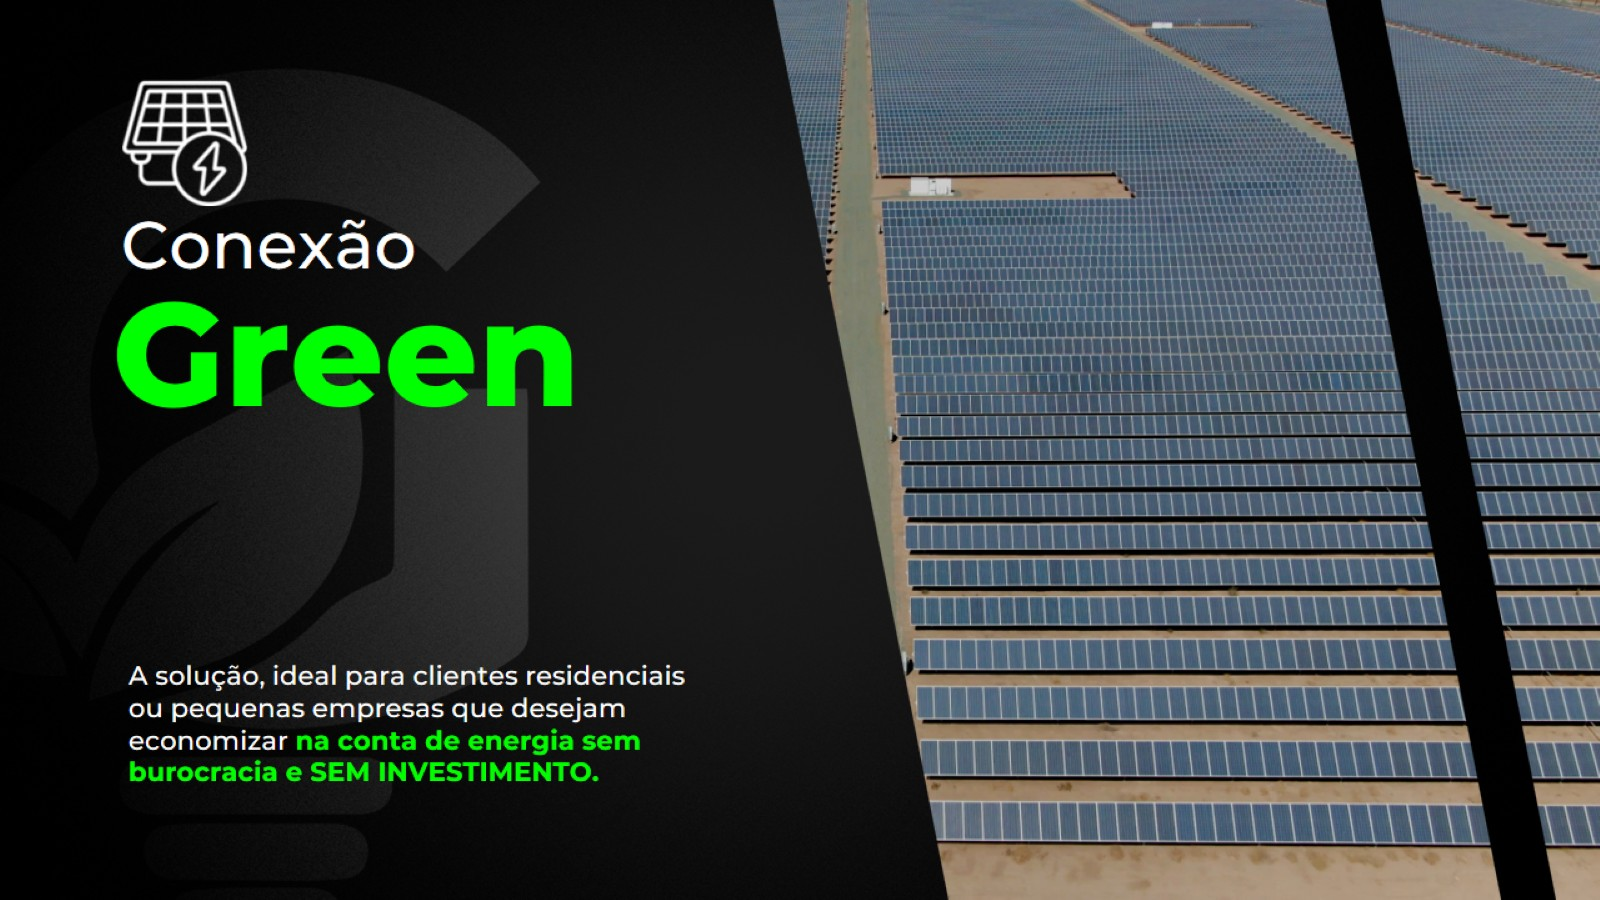 Conexão
Green
A solução, ideal para clientes residenciais
ou pequenas empresas que desejam
economizar na conta de energia sem
burocracia e SEM INVESTIMENTO.